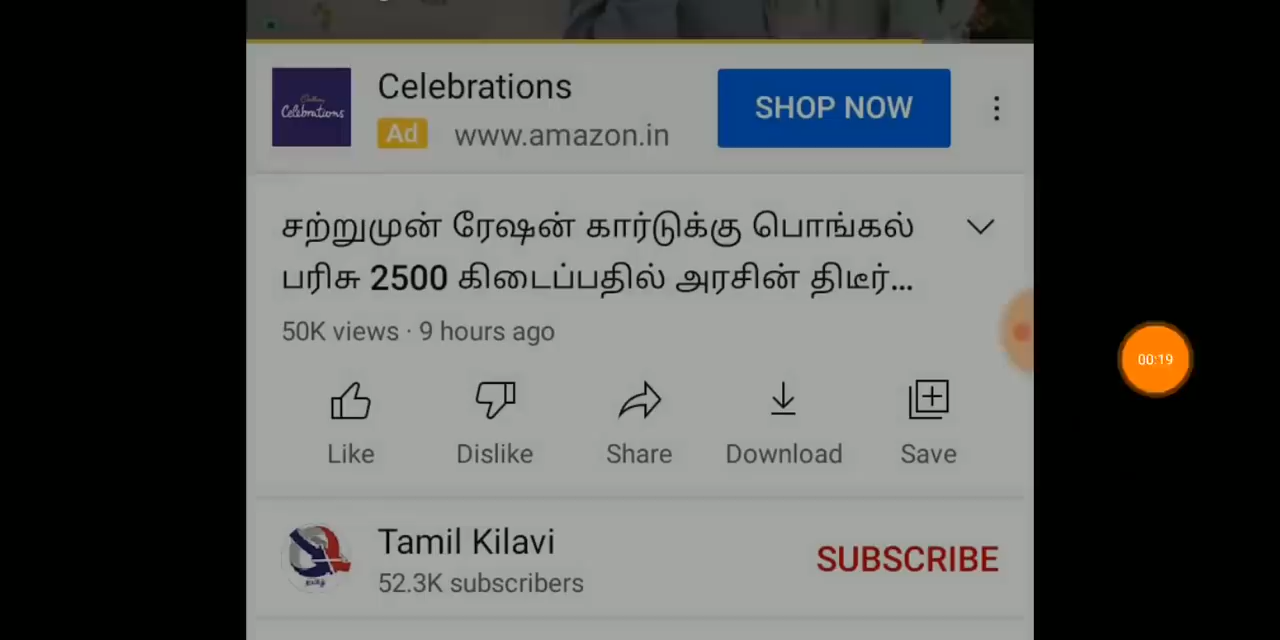 Celebrations
Celebrations
Ad www.amazon.in
SHOP NOW
சற்றுமுன் ரேஷன் கார்டுக்கு பொங்கல்
பரிசு 2500 கிடைப்பதில் அரசின் திடீர்...
50K views · 9 hours ago
Like Dislike Share Download Save
Tamil Kilavi
52.3K subscribers
SUBSCRIBE
00:19